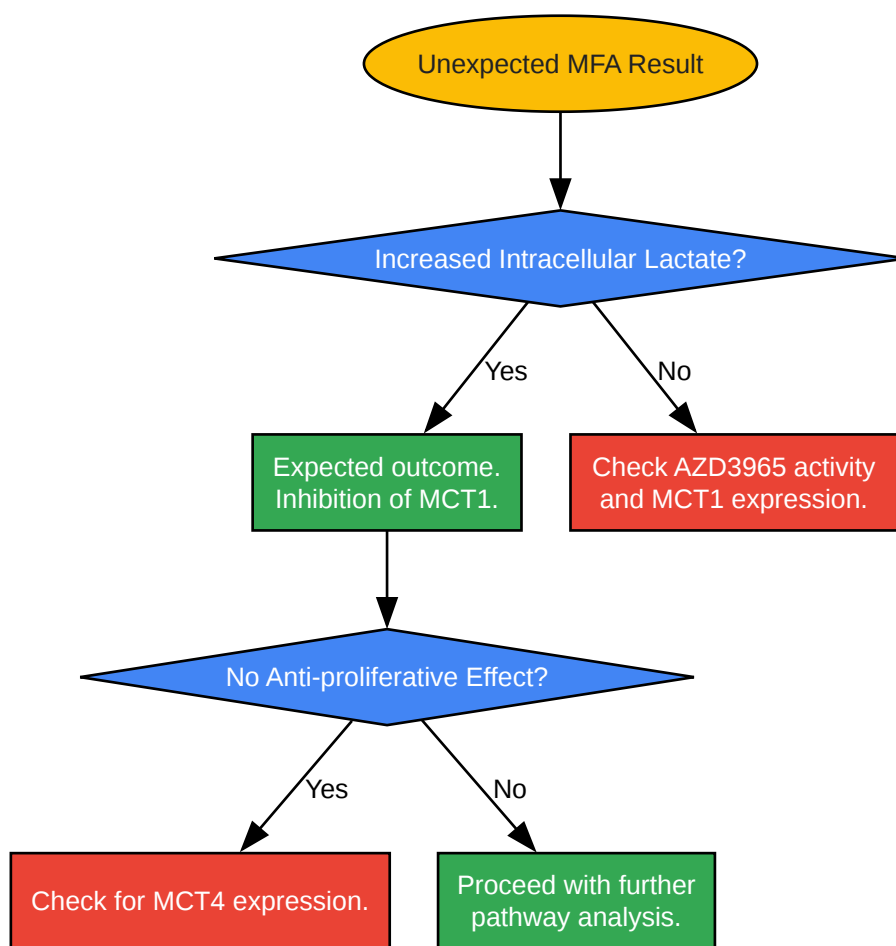 Unexpected MFA Result
Increased Intracellular Lactate?
Yes
No
Expected outcome.
Inhibition of MCT1.
Check AZD3965 activity
and MCT1 expression.
No Anti-proliferative Effect?
Yes
No
Check for MCT4 expression.
Proceed with further
pathway analysis.